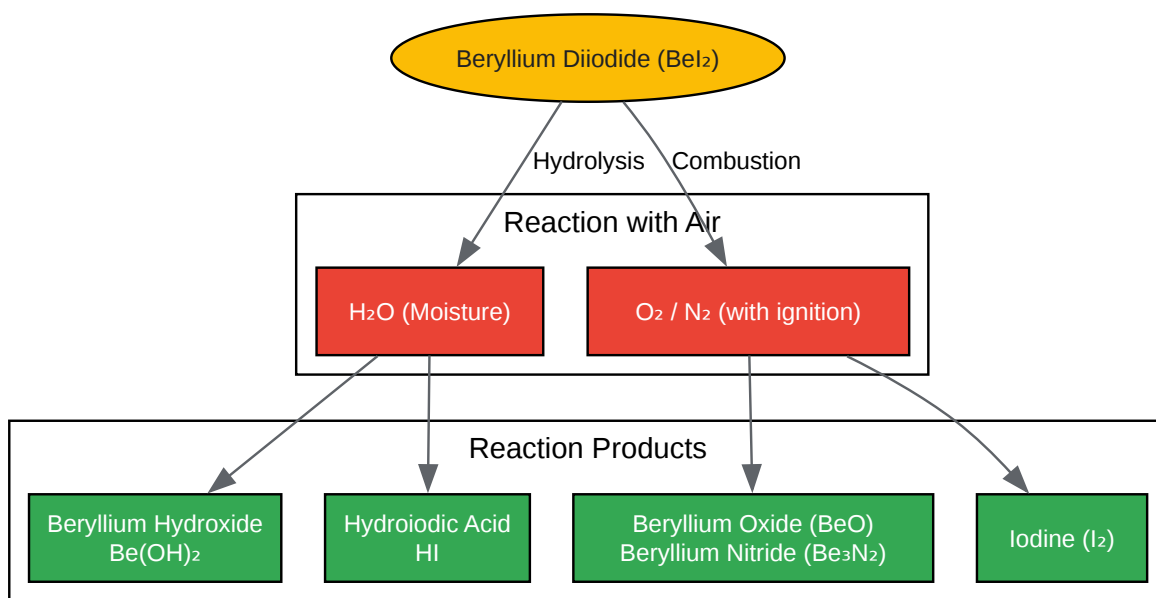 Beryllium Diiodide (BeI₂)
Hydrolysis
Combustion
Reaction with Air
H₂O (Moisture)
O₂ / N₂ (with ignition)
Reaction Products
Beryllium Hydroxide
Be(OH)₂
Hydroiodic Acid
HI
Beryllium Oxide (BeO)
Beryllium Nitride (Be₃N₂)
Iodine (I₂)